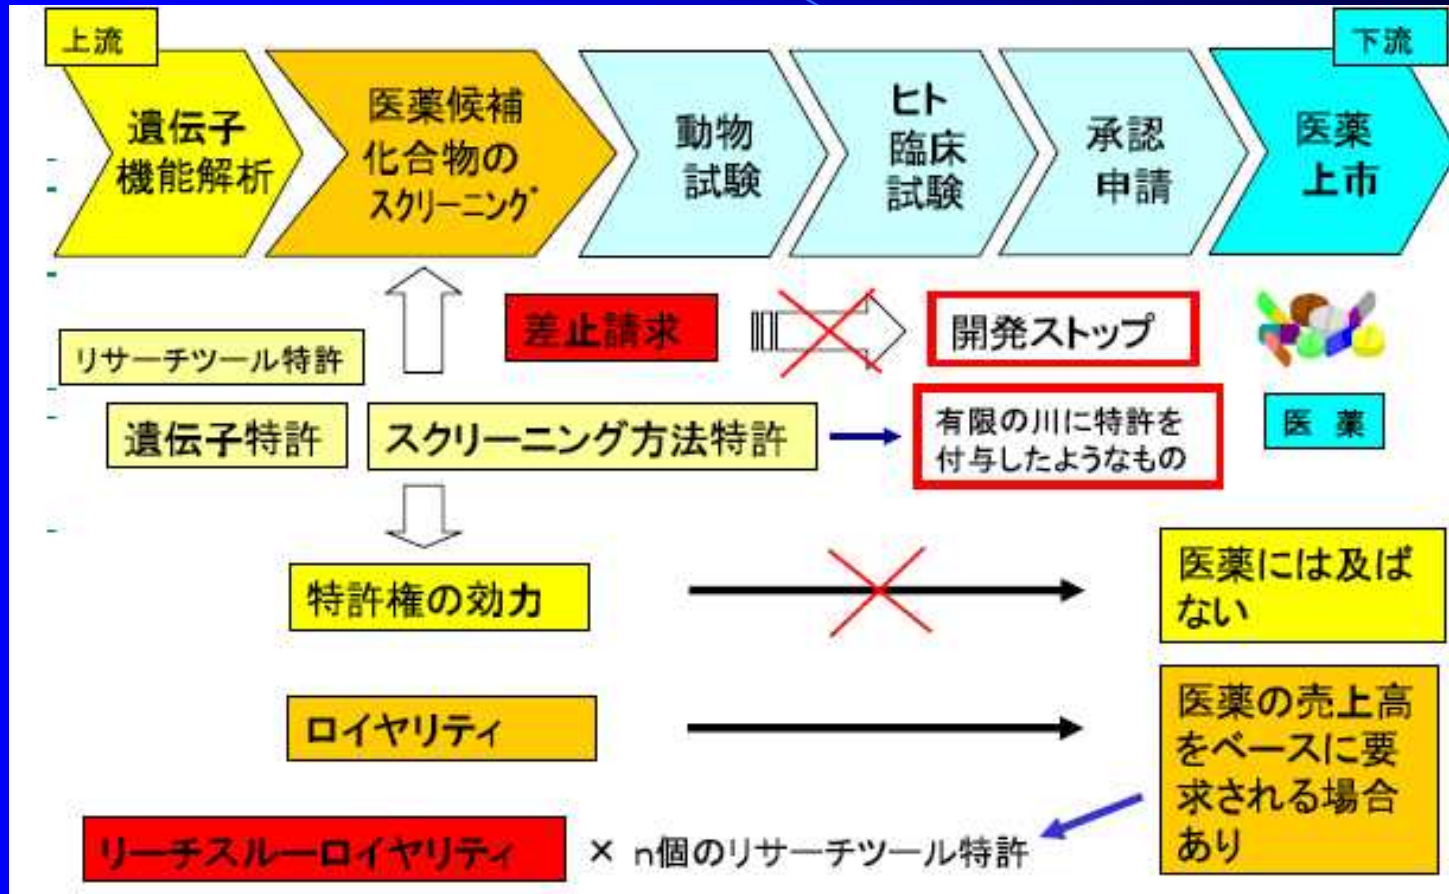 上流
下流
遺伝子
機能解析
医薬候補
化合物の
スクリーニング
動物
試験
ヒト
臨床
試験
承認
申請
医薬
上市
差止請求
開発ストップ
リサーチツール特許
遺伝子特許
スクリーニング方法特許
有限の川に特許を
付与したようなもの
医 薬
特許権の効力
医薬には及ば
ない
ロイヤリティ
医薬の売上高
をベースに要
求される場合
あり
リーチスルーロイヤリティ
× n個のリサーチツール特許